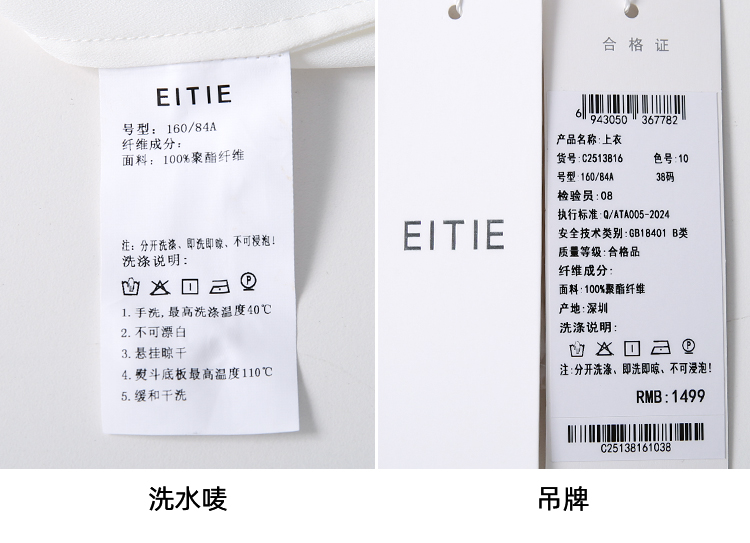 EITIE
号型: 160/84A
纤维成分:
面料: 100%聚酯纤维
注: 分开洗涤、即洗即晾、不可浸泡!
洗涤说明:
P
1.手洗,最高洗涤温度40℃
2.不可漂白
3.悬挂晾干
4.熨斗底板最高温度110℃
5.缓和干洗
洗水唛
EITIE
合格证
6 943050 367782
产品名称:上衣
货号:C2513816 色号:10
号型:160/84A 38码
检验员:08
执行标准:Q/ATA005-2024
安全技术类别:GB18401 B类
质量等级:合格品
纤维成分:
面料:100%聚酯纤维
产地:深圳
洗涤说明:
P
注:分开洗涤、即洗即晾、不可浸泡!
RMB:1499
C25138161038
吊牌